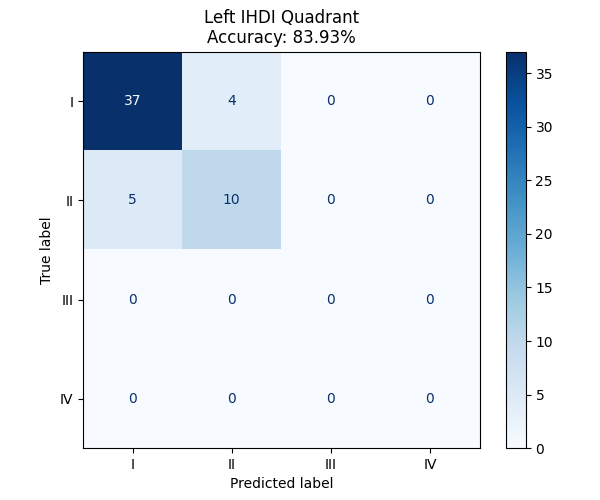 Left IHDI Quadrant
Accuracy: 83.93%
I 37 4 0 0
II 5 10 0 0
III 0 0 0 0
IV 0 0 0 0
I II III IV
Predicted label
True label
35
30
25
20
15
10
5
0